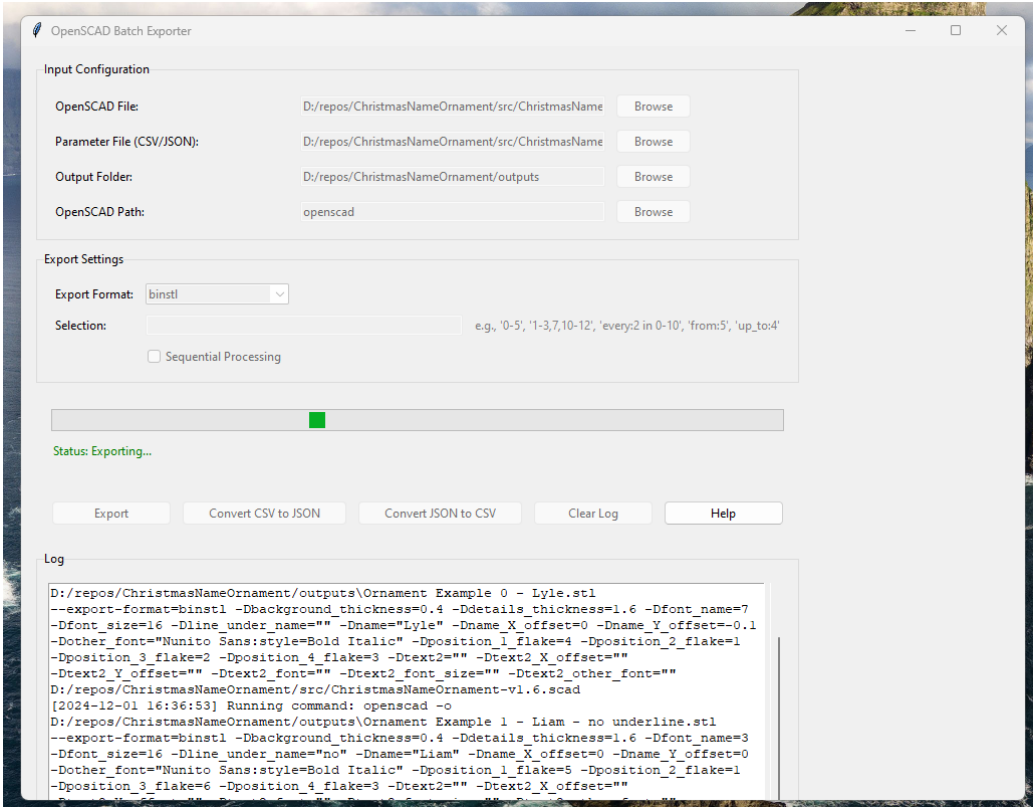 OpenSCAD Batch Exporter
Input Configuration
OpenSCAD File: D:/repos/ChristmasNameOrnament/src/ChristmasName Browse
Parameter File (CSV/JSON): D:/repos/ChristmasNameOrnament/src/ChristmasName Browse
Output Folder: D:/repos/ChristmasNameOrnament/outputs Browse
OpenSCAD Path: openscad Browse
Export Settings
Export Format: binstl
Selection: e.g., '0-5', '1-3,7,10-12', 'every:2 in 0-10', 'from:5', 'up_to:4'
Sequential Processing
Status: Exporting...
Export Convert CSV to JSON Convert JSON to CSV Clear Log Help
Log
D:/repos/ChristmasNameOrnament/outputs\Ornament Example 0 - Lyle.stl
--export-format=binstl -Dbackground_thickness=0.4 -Ddetails_thickness=1.6 -Dfont_name=7
-Dfont_size=16 -Dline_under_name="" -Dname="Lyle" -Dname_X_offset=0 -Dname_Y_offset=-0.1
-Dother_font="Nunito Sans:style=Bold Italic" -Dposition_1_flake=4 -Dposition_2_flake=1
-Dposition_3_flake=2 -Dposition_4_flake=3 -Dtext2="" -Dtext2_X_offset=""
-Dtext2_Y_offset="" -Dtext2_font="" -Dtext2_font_size="" -Dtext2_other_font=""
D:/repos/ChristmasNameOrnament/src/ChristmasNameOrnament-v1.6.scad
[2024-12-01 16:36:53] Running command: openscad -o
D:/repos/ChristmasNameOrnament/outputs\Ornament Example 1 - Liam - no underline.stl
--export-format=binstl -Dbackground_thickness=0.4 -Ddetails_thickness=1.6 -Dfont_name=3
-Dfont_size=16 -Dline_under_name="no" -Dname="Liam" -Dname_X_offset=0 -Dname_Y_offset=0
-Dother_font="Nunito Sans:style=Bold Italic" -Dposition_1_flake=5 -Dposition_2_flake=1
-Dposition_3_flake=6 -Dposition_4_flake=3 -Dtext2="" -Dtext2_X_offset=""